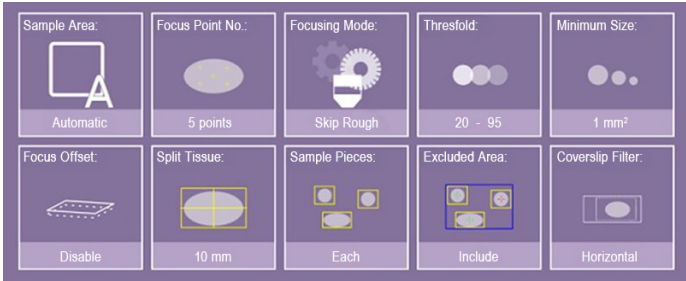 Sample Area:
Focus Point No.:
Focusing Mode:
Thresfold:
Minimum Size:
A
Automatic
5 points
Skip Rough
20 - 95
1 mm²
Focus Offset:
Split Tissue:
Sample Pieces:
Excluded Area:
Coverslip Filter:
Disable
10 mm
Each
Include
Horizontal